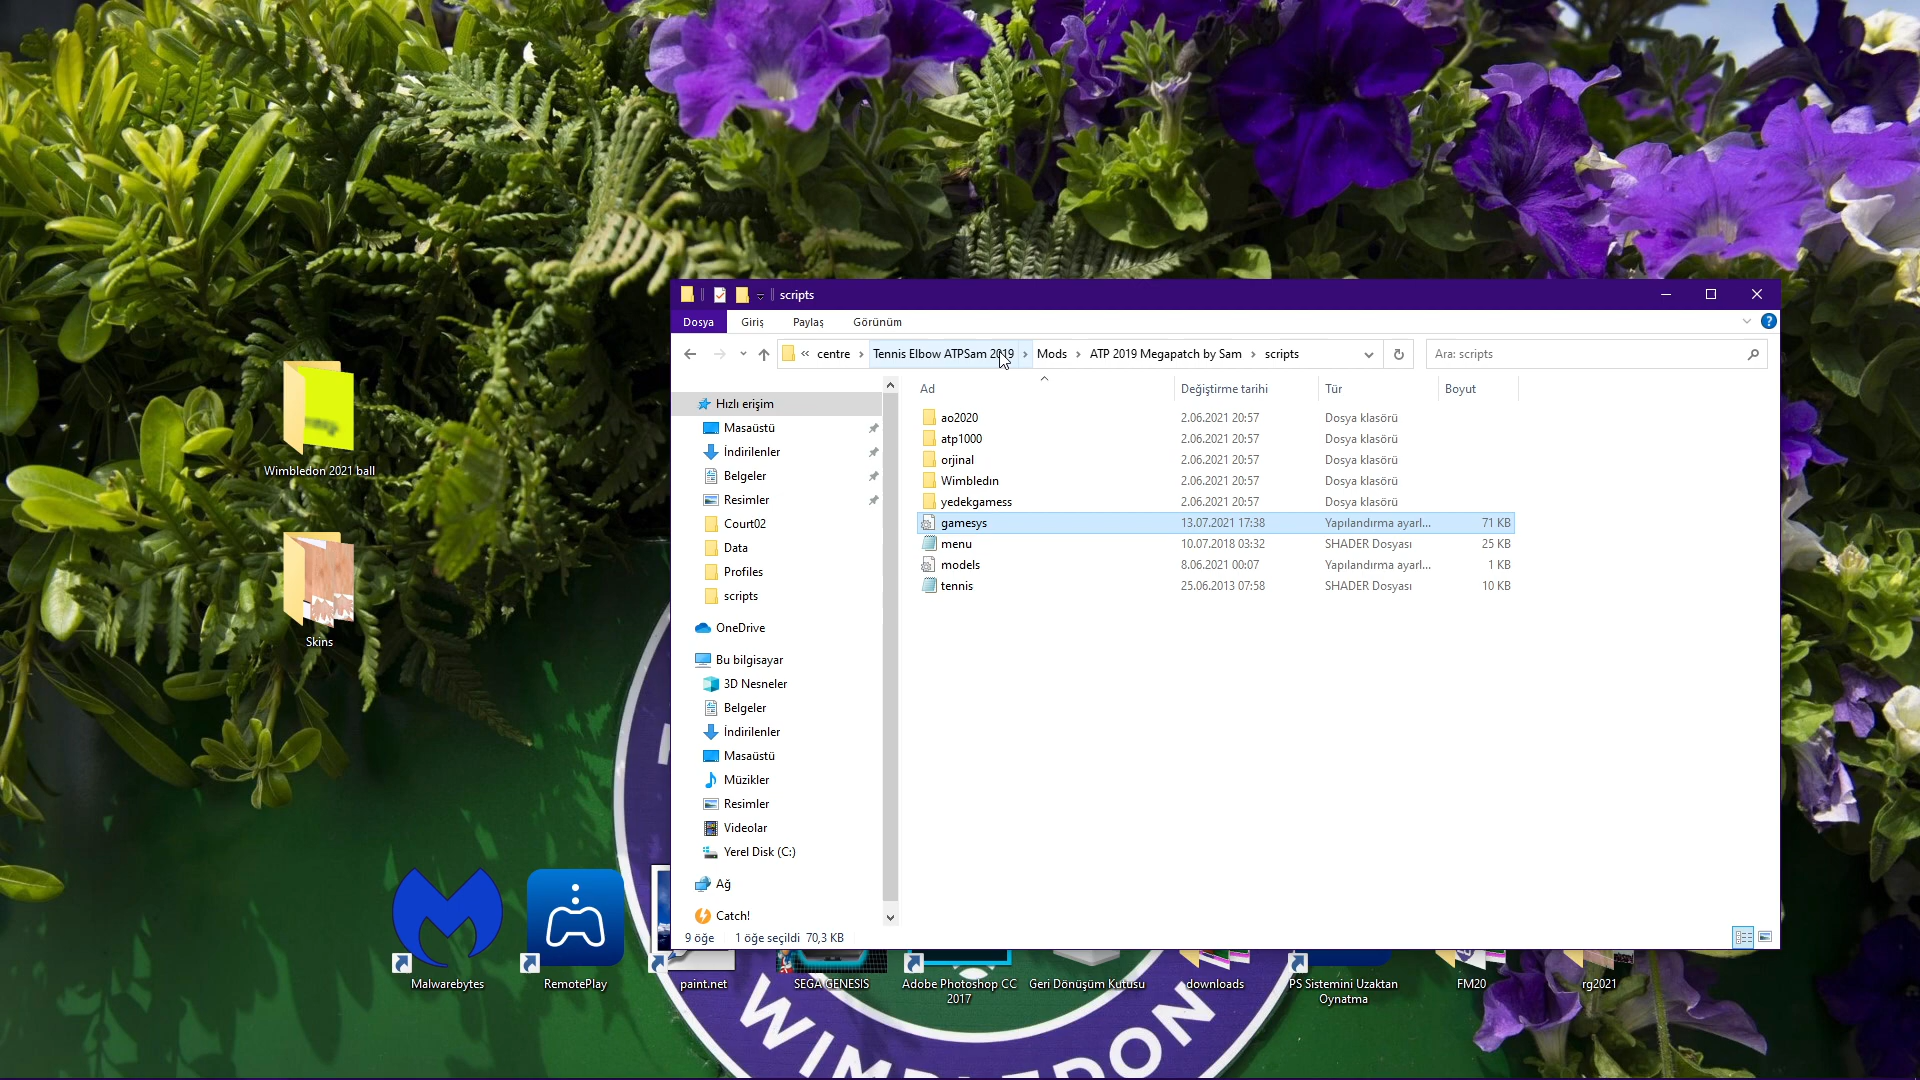 scripts
Dosya
Giriş
Paylaş
Görünüm
centre
Tennis Elbow ATPSam 2019
Mods
ATP 2019 Megapatch by Sam
scripts
Ara: scripts
Hızlı erişim
Masaüstü
İndirilenler
Belgeler
Resimler
Court02
Data
Profiles
scripts
OneDrive
Bu bilgisayar
3D Nesneler
Belgeler
İndirilenler
Masaüstü
Müzikler
Resimler
Videolar
Yerel Disk (C:)
Ağ
Catch!
Ad Değiştirme tarihi Tür Boyut
ao2020 2.06.2021 20:57 Dosya klasörü
atp1000 2.06.2021 20:57 Dosya klasörü
orjinal 2.06.2021 20:57 Dosya klasörü
Wimbledın 2.06.2021 20:57 Dosya klasörü
yedekgamess 2.06.2021 20:57 Dosya klasörü
gamesys 13.07.2021 17:38 Yapılandırma ayarl... 71 KB
menu 10.07.2018 03:32 SHADER Dosyası 25 KB
models 8.06.2021 00:07 Yapılandırma ayarl... 1 KB
tennis 25.06.2013 07:58 SHADER Dosyası 10 KB
9 öğe 1 öğe seçildi 70,3 KB
Wimbledon 2021 ball
Skins
Malwarebytes
RemotePlay
paint.net
SEGA GENESIS
Adobe Photoshop CC
2017
Geri Dönüşüm Kutusu
downloads
PS Sistemini Uzaktan
Oynatma
FM20
rg2021
WIMBLEDON